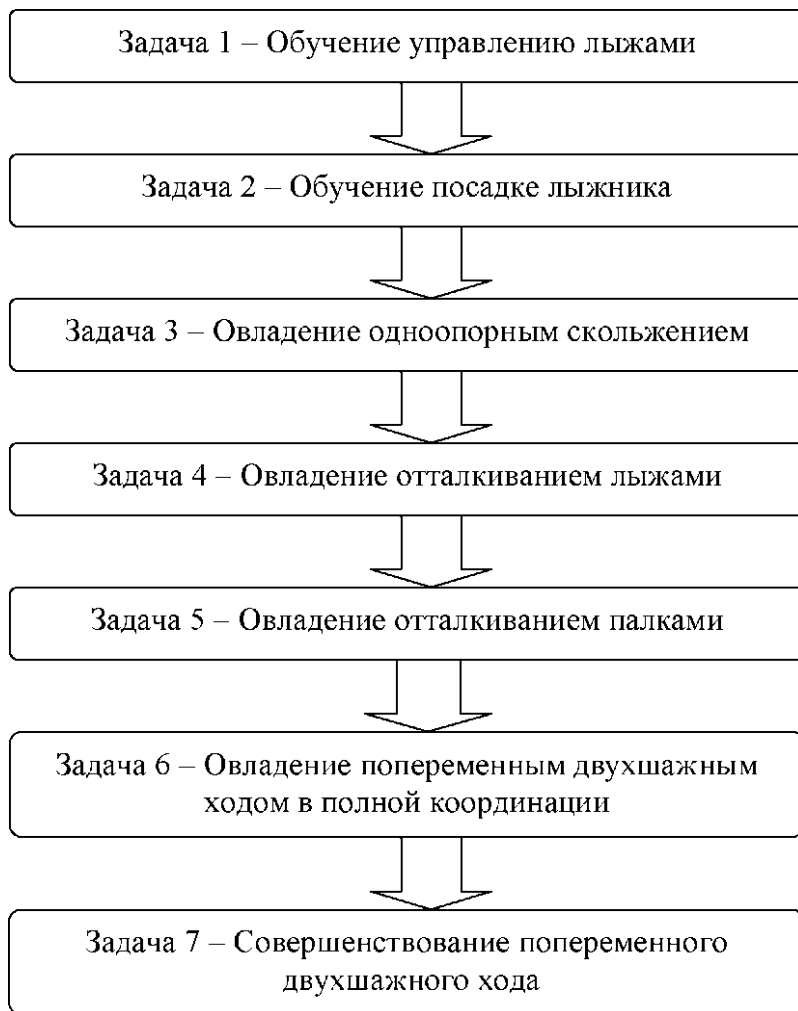 Задача 1 – Обучение управлению лыжами
Задача 2 – Обучение посадке лыжника
Задача 3 – Овладение одноопорным скольжением
Задача 4 – Овладение отталкиванием лыжами
Задача 5 – Овладение отталкиванием палками
Задача 6 – Овладение попеременным двухшажным
ходом в полной координации
Задача 7 – Совершенствование попеременного
двухшажного хода